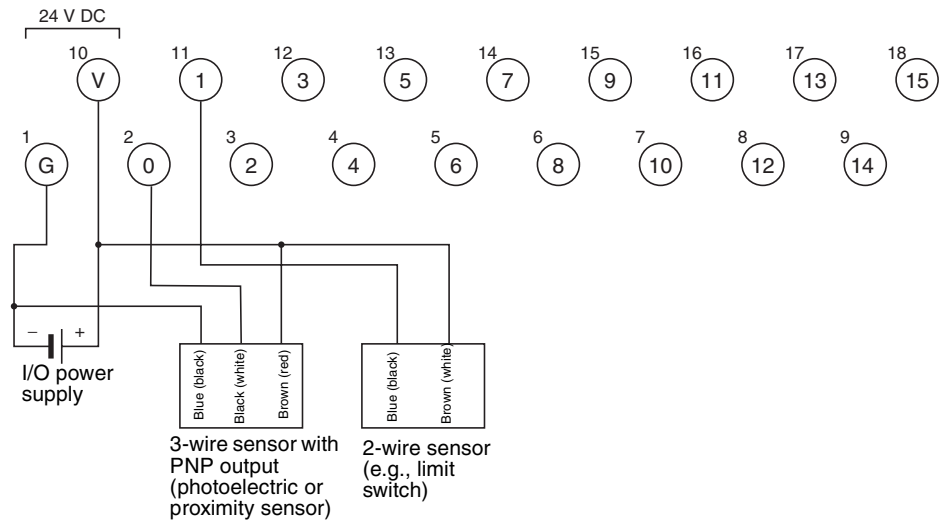 24 V DC
10 11 12 13 14 15 16 17 18
V 1 3 5 7 9 11 13 15
1 2 3 4 5 6 7 8 9
G 0 2 4 6 8 10 12 14
− +
I/O power
supply
Blue (black)
Black (white)
Brown (red)
3-wire sensor with
PNP output
(photoelectric or
proximity sensor)
Blue (black)
Brown (white)
2-wire sensor
(e.g., limit
switch)